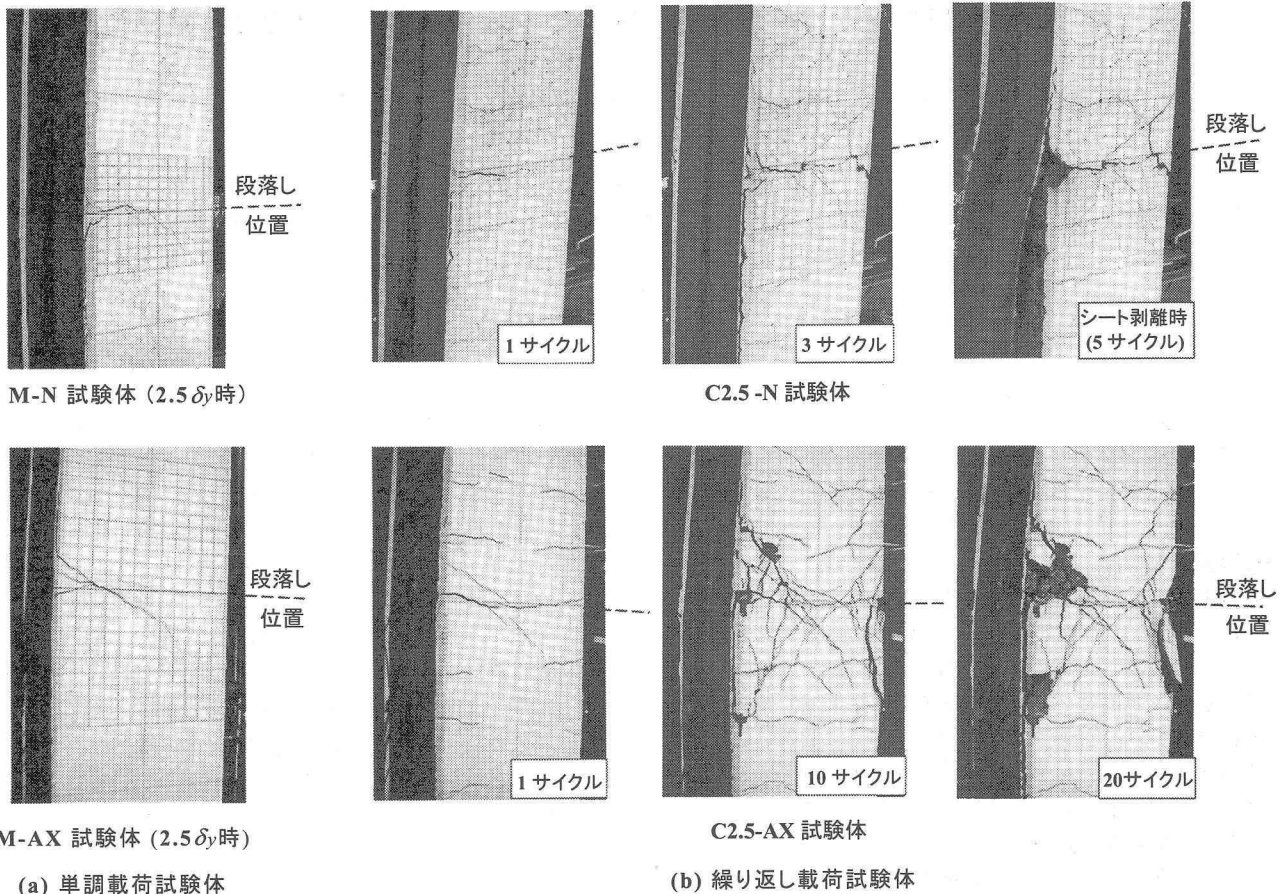 段落し
位置
M-N 試験体 (2.5δy時)
1 サイクル
3 サイクル
シート剥離時
(5 サイクル)
段落し
位置
C2.5 -N 試験体
段落し
位置
M-AX 試験体 (2.5δy時)
(a) 単調載荷試験体
1 サイクル
10 サイクル
20サイクル
段落し
位置
C2.5-AX 試験体
(b) 繰り返し載荷試験体